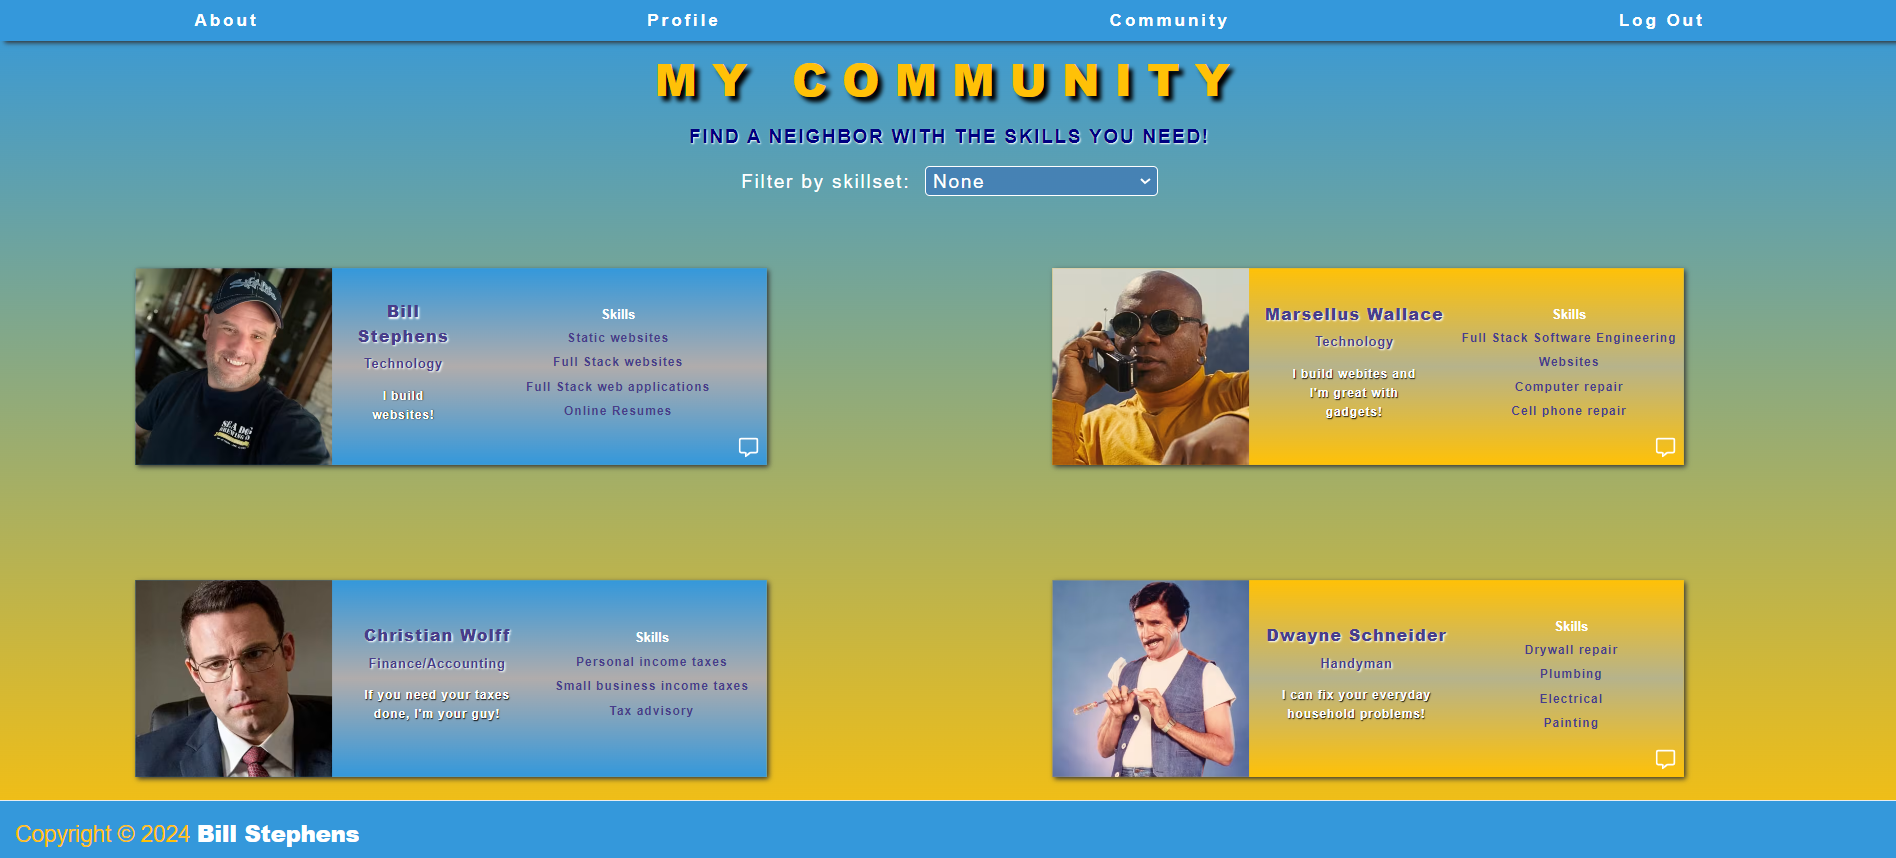 About Profile Community Log Out
MY COMMUNITY
FIND A NEIGHBOR WITH THE SKILLS YOU NEED!
Filter by skillset: None
Bill
Stephens
Technology
I build
websites!
Skills
Static websites
Full Stack websites
Full Stack web applications
Online Resumes
SEA DOG
Marsellus Wallace
Technology
I build webites and
I'm great with
gadgets!
Skills
Full Stack Software Engineering
Websites
Computer repair
Cell phone repair
Christian Wolff
Finance/Accounting
If you need your taxes
done, I'm your guy!
Skills
Personal income taxes
Small business income taxes
Tax advisory
Dwayne Schneider
Handyman
I can fix your everyday
household problems!
Skills
Drywall repair
Plumbing
Electrical
Painting
Copyright © 2024 Bill Stephens